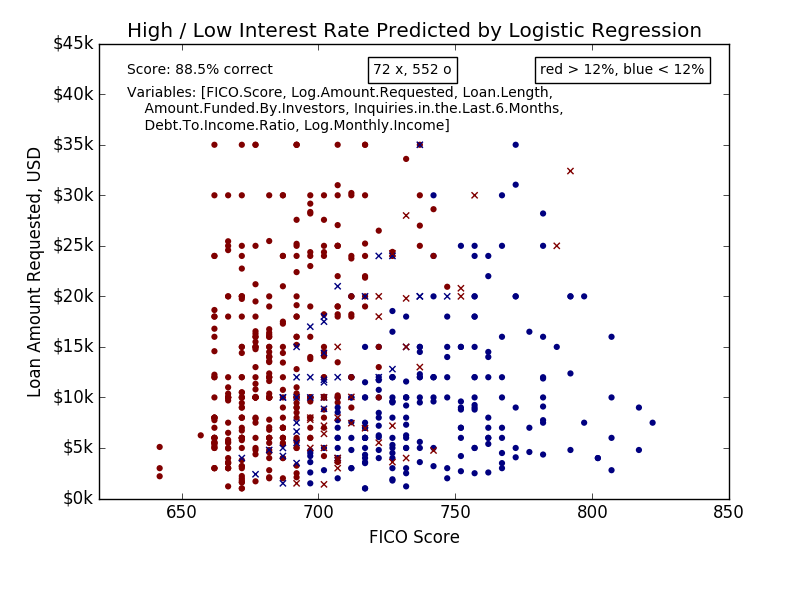 High / Low Interest Rate Predicted by Logistic Regression
$45k
Score: 88.5% correct
72 x, 552 o
red > 12%, blue < 12%
Variables: [FICO.Score, Log.Amount.Requested, Loan.Length,
Amount.Funded.By.Investors, Inquiries.in.the.Last.6.Months,
Debt.To.Income.Ratio, Log.Monthly.Income]
$40k
$35k
$30k
$25k
$20k
$15k
$10k
$5k
$0k
Loan Amount Requested, USD
650
700
750
800
850
FICO Score